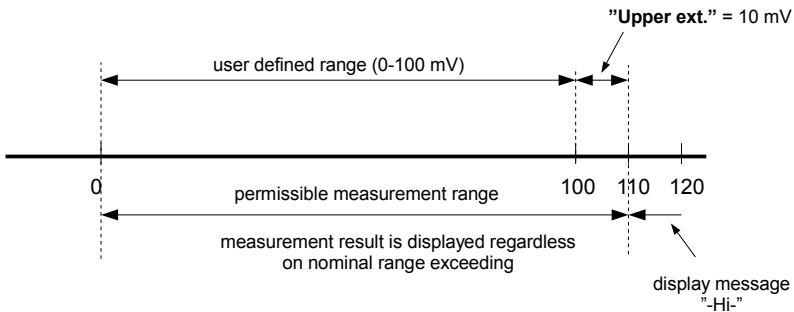 ”Upper ext.” = 10 mV
user defined range (0-100 mV)
0
100
110
120
permissible measurement range
measurement result is displayed regardless
on nominal range exceeding
display message
”-Hi-”